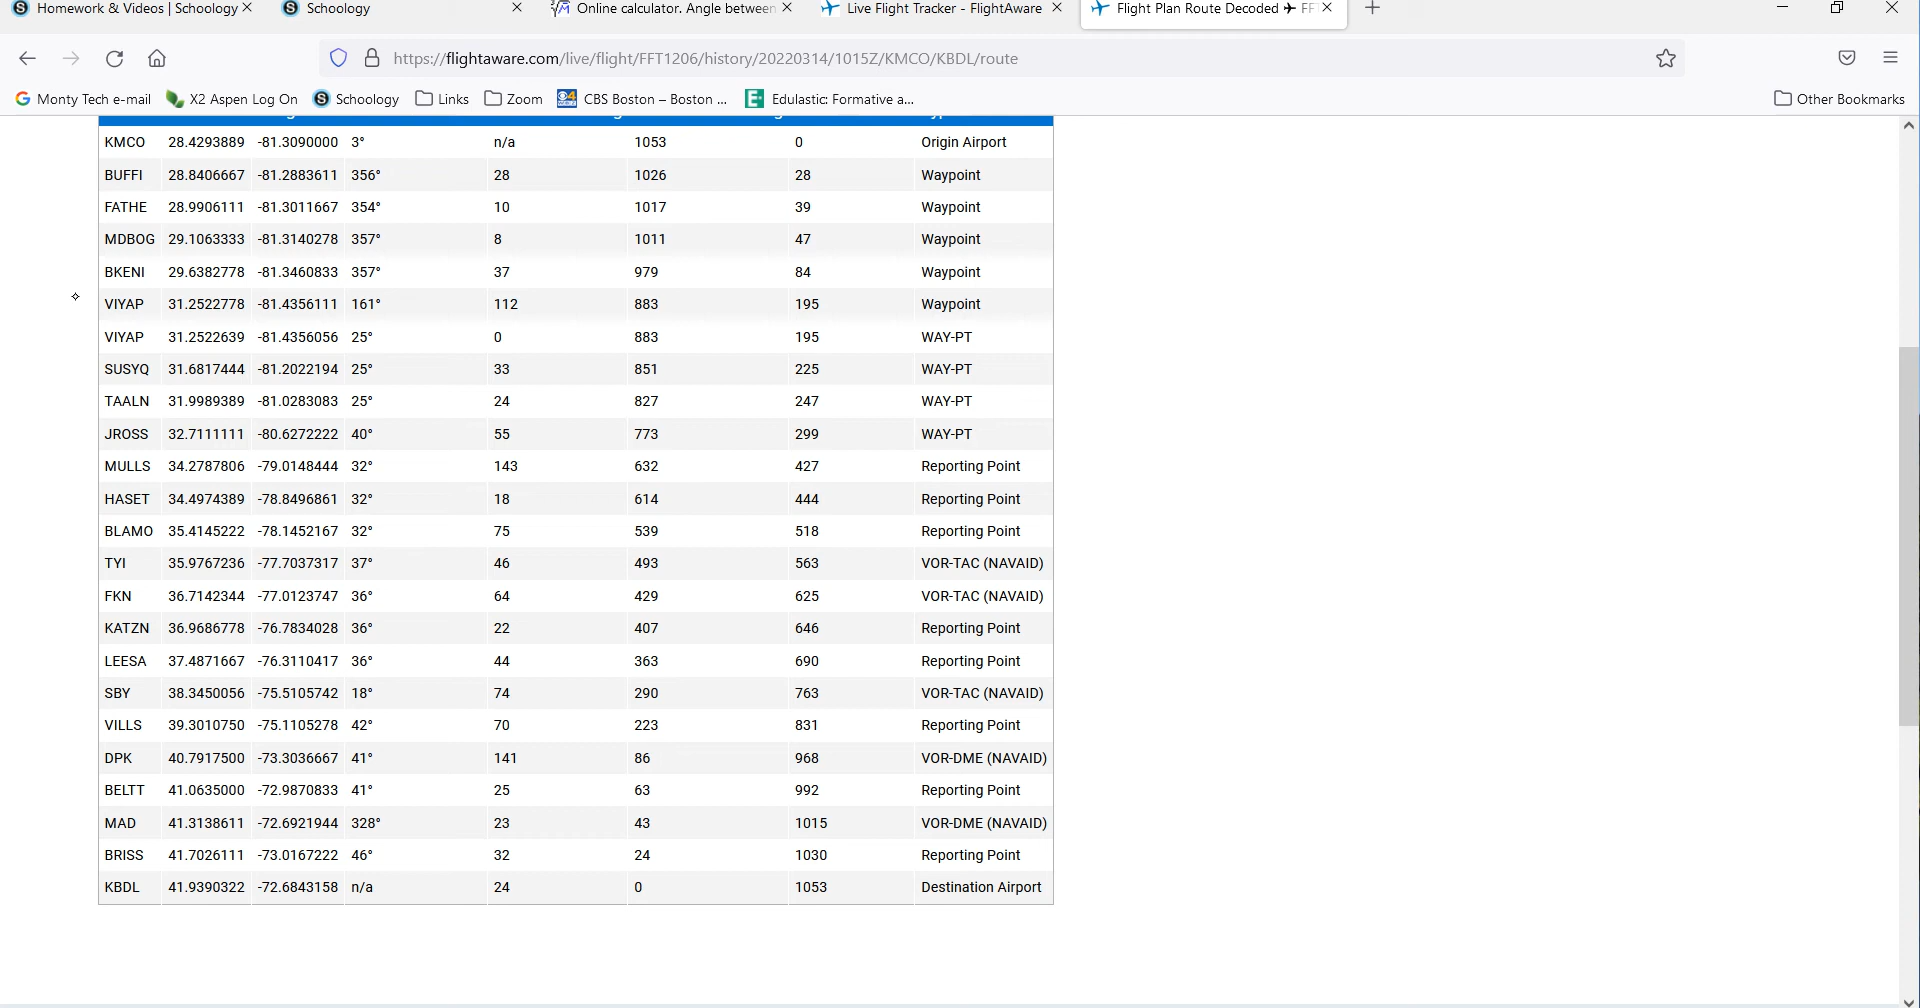 Homework & Videos | Schoology
Schoology
Online calculator. Angle between
Live Flight Tracker - FlightAware
Flight Plan Route Decoded ✈ FFT
https://flightaware.com/live/flight/FFT1206/history/20220314/1015Z/KMCO/KBDL/route
Monty Tech e-mail X2 Aspen Log On Schoology Links Zoom CBS Boston – Boston ... Edulastic: Formative a... Other Bookmarks
KMCO 28.4293889 -81.3090000 3° n/a 1053 0 Origin Airport
BUFFI 28.8406667 -81.2883611 356° 28 1026 28 Waypoint
FATHE 28.9906111 -81.3011667 354° 10 1017 39 Waypoint
MDBOG 29.1063333 -81.3140278 357° 8 1011 47 Waypoint
BKENI 29.6382778 -81.3460833 357° 37 979 84 Waypoint
VIYAP 31.2522778 -81.4356111 161° 112 883 195 Waypoint
VIYAP 31.2522639 -81.4356056 25° 0 883 195 WAY-PT
SUSYQ 31.6817444 -81.2022194 25° 33 851 225 WAY-PT
TAALN 31.9989389 -81.0283083 25° 24 827 247 WAY-PT
JROSS 32.7111111 -80.6272222 40° 55 773 299 WAY-PT
MULLS 34.2787806 -79.0148444 32° 143 632 427 Reporting Point
HASET 34.4974389 -78.8496861 32° 18 614 444 Reporting Point
BLAMO 35.4145222 -78.1452167 32° 75 539 518 Reporting Point
TYI 35.9767236 -77.7037317 37° 46 493 563 VOR-TAC (NAVAID)
FKN 36.7142344 -77.0123747 36° 64 429 625 VOR-TAC (NAVAID)
KATZN 36.9686778 -76.7834028 36° 22 407 646 Reporting Point
LEESA 37.4871667 -76.3110417 36° 44 363 690 Reporting Point
SBY 38.3450056 -75.5105742 18° 74 290 763 VOR-TAC (NAVAID)
VILLS 39.3010750 -75.1105278 42° 70 223 831 Reporting Point
DPK 40.7917500 -73.3036667 41° 141 86 968 VOR-DME (NAVAID)
BELTT 41.0635000 -72.9870833 41° 25 63 992 Reporting Point
MAD 41.3138611 -72.6921944 328° 23 43 1015 VOR-DME (NAVAID)
BRISS 41.7026111 -73.0167222 46° 32 24 1030 Reporting Point
KBDL 41.9390322 -72.6843158 n/a 24 0 1053 Destination Airport